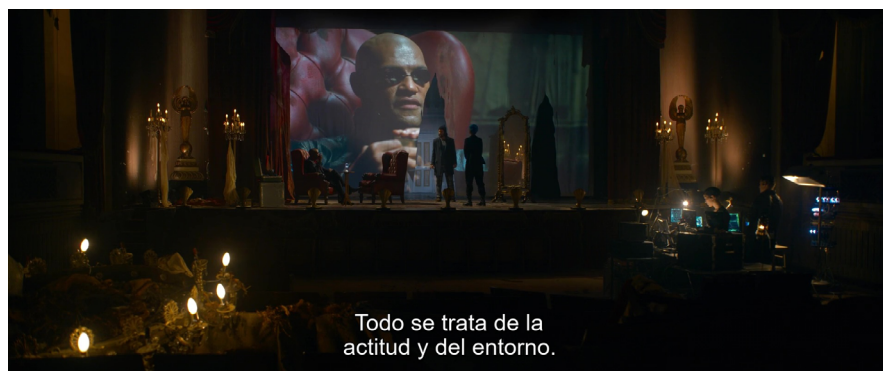 Todo se trata de la
actitud y del entorno.